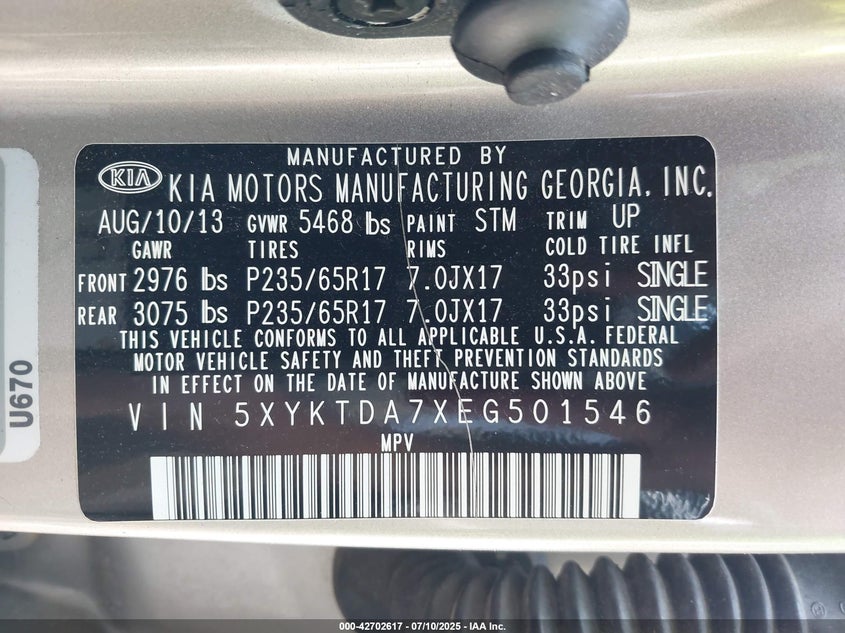 MANUFACTURED BY
KIA KIA MOTORS MANUFACTURING GEORGIA, INC.
AUG/10/13 GVWR 5468 lbs PAINT STM TRIM UP
GAWR TIRES RIMS COLD TIRE INFL
FRONT 2976 lbs P235/65R17 7.0JX17 33psi SINGLE
REAR 3075 lbs P235/65R17 7.0JX17 33psi SINGLE
THIS VEHICLE CONFORMS TO ALL APPLICABLE U.S.A. FEDERAL
MOTOR VEHICLE SAFETY AND THEFT PREVENTION STANDARDS
IN EFFECT ON THE DATE OF MANUFACTURE SHOWN ABOVE
VIN 5XYKTDA7XEG501546
MPV
U670
000-42702617 - 07/10/2025 - IAA Inc.